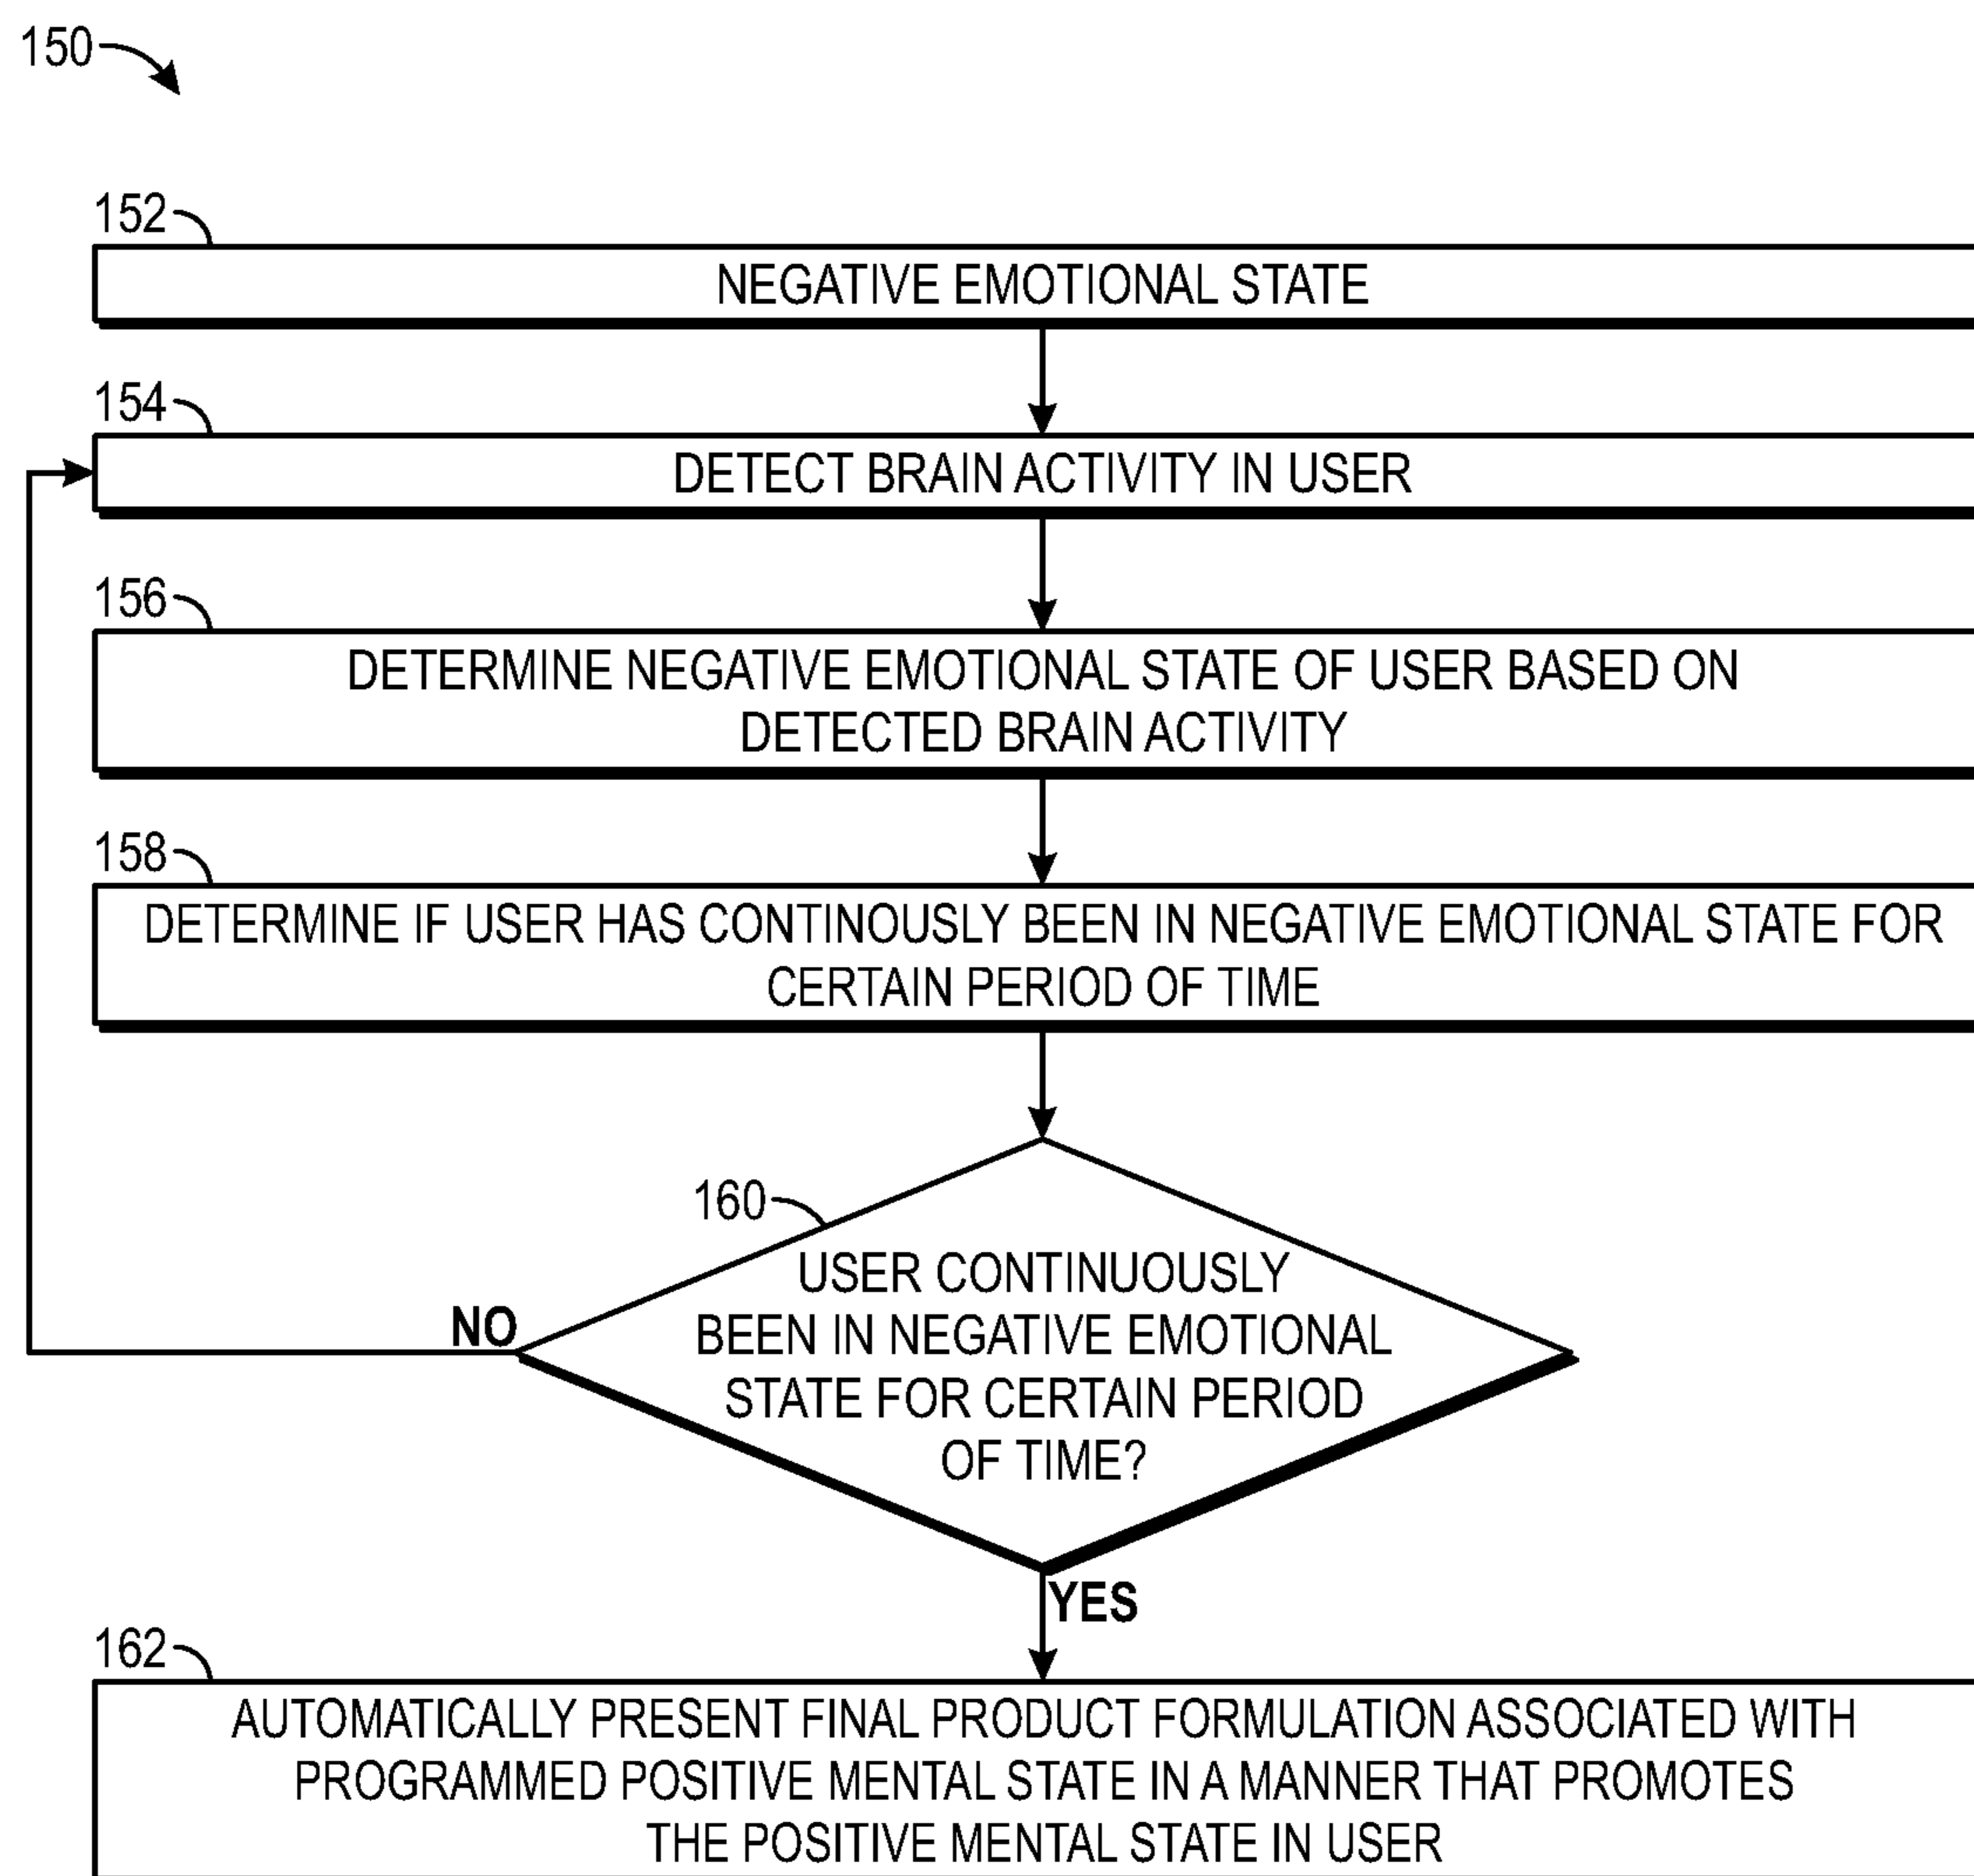 150
152
NEGATIVE EMOTIONAL STATE
154
DETECT BRAIN ACTIVITY IN USER
156
DETERMINE NEGATIVE EMOTIONAL STATE OF USER BASED ON
DETECTED BRAIN ACTIVITY
158
DETERMINE IF USER HAS CONTINOUSLY BEEN IN NEGATIVE EMOTIONAL STATE FOR
CERTAIN PERIOD OF TIME
160
USER CONTINUOUSLY
BEEN IN NEGATIVE EMOTIONAL
STATE FOR CERTAIN PERIOD
OF TIME?
NO
YES
162
AUTOMATICALLY PRESENT FINAL PRODUCT FORMULATION ASSOCIATED WITH
PROGRAMMED POSITIVE MENTAL STATE IN A MANNER THAT PROMOTES
THE POSITIVE MENTAL STATE IN USER